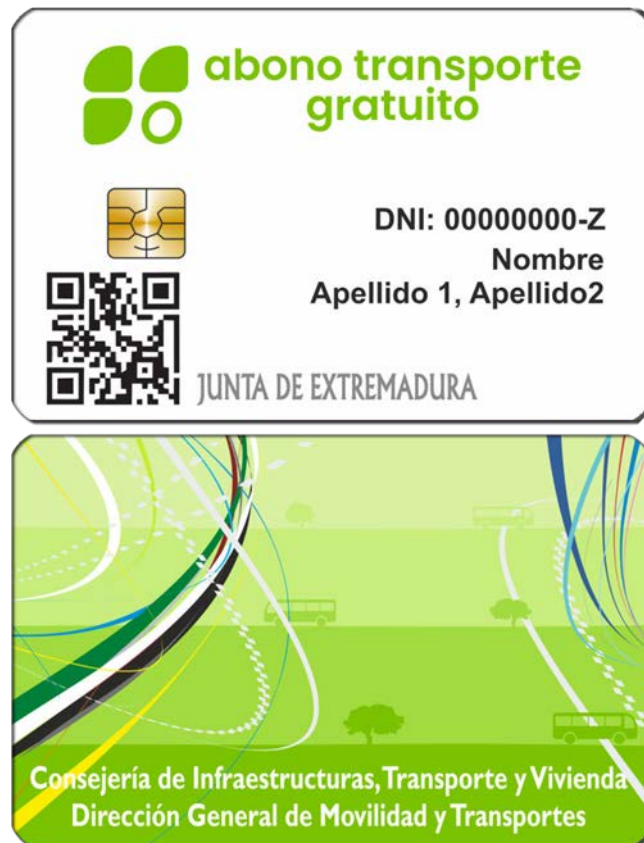 abono transporte
gratuito
DNI: 00000000-Z
Nombre
Apellido 1, Apellido2
JUNTA DE EXTREMADURA
Consejería de Infraestructuras, Transporte y Vivienda
Dirección General de Movilidad y Transportes